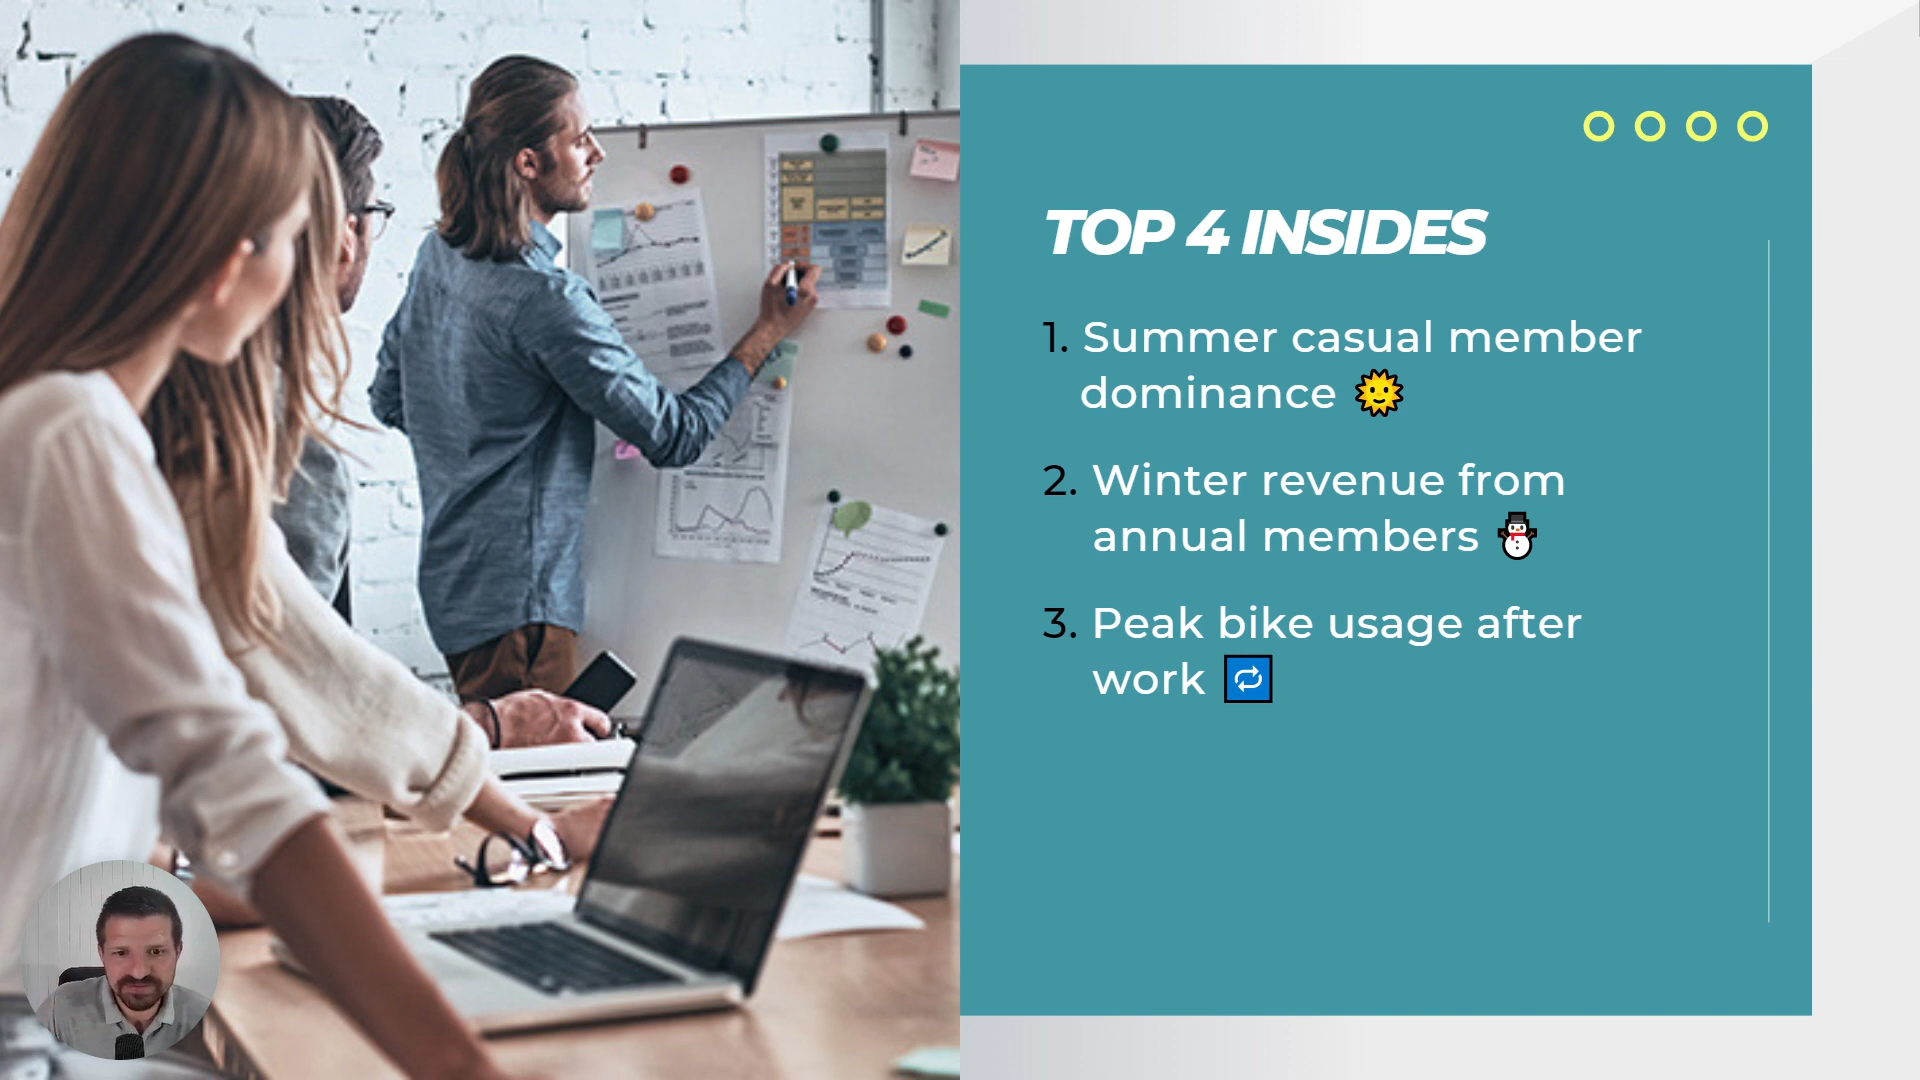 TOP 4 INSIDES
1. Summer casual member
dominance 🌞
2. Winter revenue from
annual members ⛄
3. Peak bike usage after
work 🔁